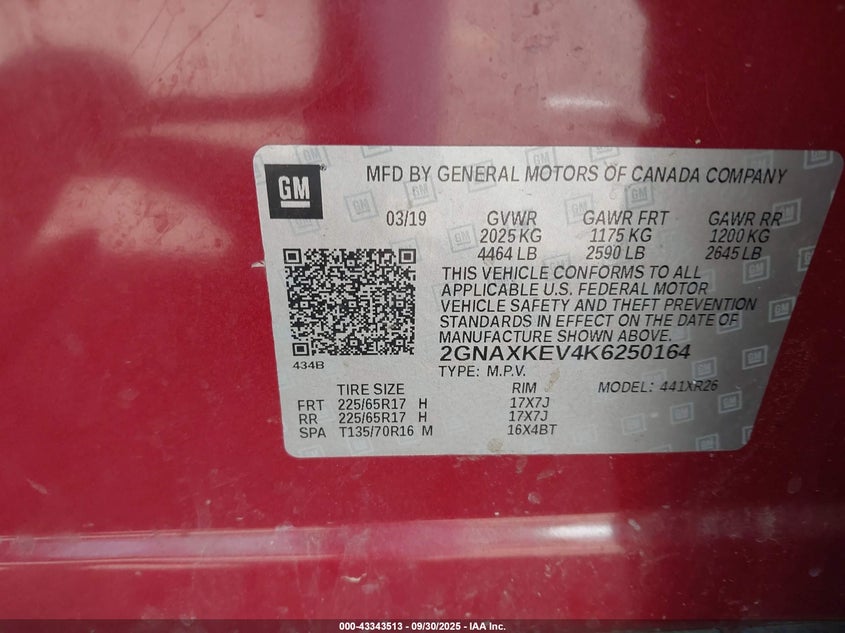 GM
MFD BY GENERAL MOTORS OF CANADA COMPANY
03/19 GVWR GAWR FRT GAWR RR
2025 KG 1175 KG 1200 KG
4464 LB 2590 LB 2645 LB
THIS VEHICLE CONFORMS TO ALL
APPLICABLE U.S. FEDERAL MOTOR
VEHICLE SAFETY AND THEFT PREVENTION
STANDARDS IN EFFECT ON THE DATE OF
MANUFACTURE SHOWN ABOVE.
434B
2GNAXKEV4K6250164
TYPE: M.P.V.
TIRE SIZE RIM MODEL: 441XR26
FRT 225/65R17 H 17X7J
RR 225/65R17 H 17X7J
SPA T135/70R16 M 16X4BT
000-43343513 - 09/30/2025 - IAA Inc.